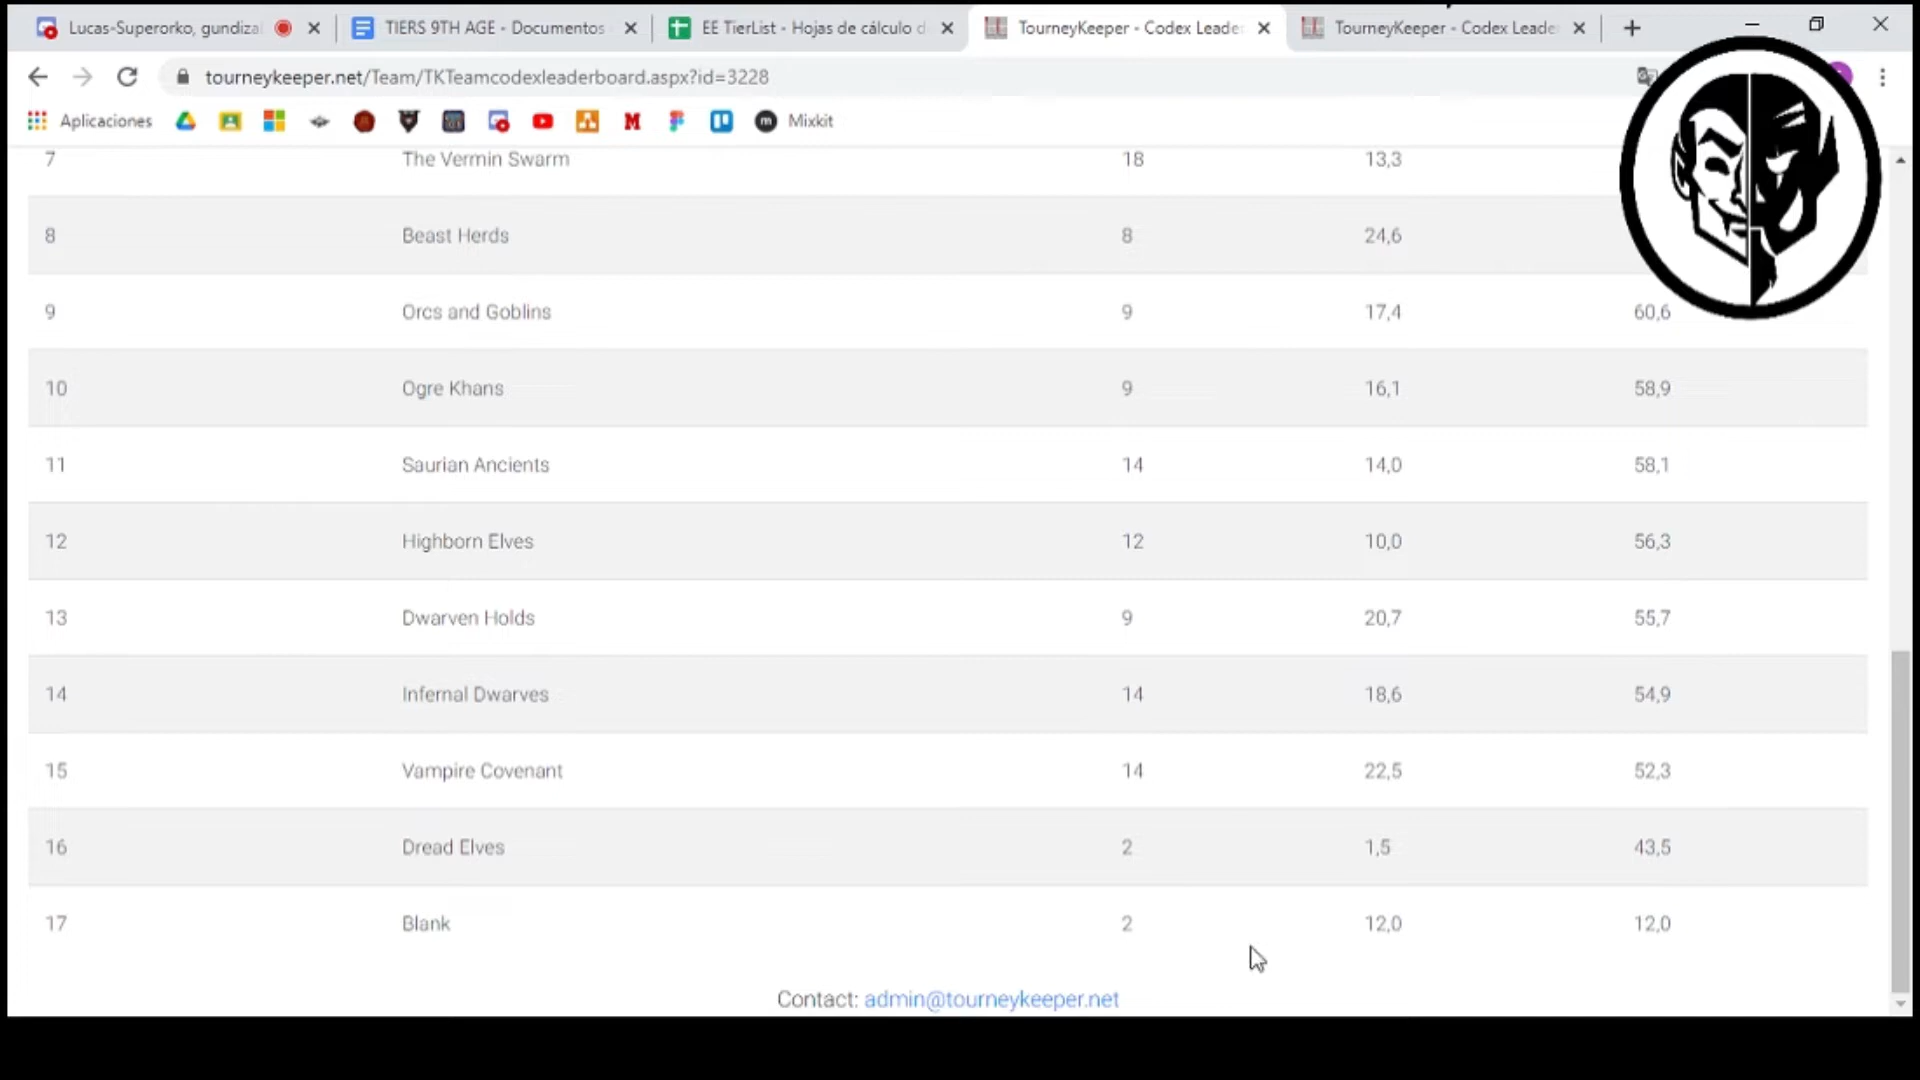 Lucas-Superorko, gundiza
TIERS 9TH AGE - Documentos
EE TierList - Hojas de cálculo d
TourneyKeeper - Codex Leader
TourneyKeeper - Codex Leade
tourneykeeper.net/Team/TKTeamcodexleaderboard.aspx?id=3228
Aplicaciones
M
m Mixkit
7 The Vermin Swarm 18 13,3
8 Beast Herds 8 24,6
9 Orcs and Goblins 9 17,4 60,6
10 Ogre Khans 9 16,1 58,9
11 Saurian Ancients 14 14,0 58,1
12 Highborn Elves 12 10,0 56,3
13 Dwarven Holds 9 20,7 55,7
14 Infernal Dwarves 14 18,6 54,9
15 Vampire Covenant 14 22,5 52,3
16 Dread Elves 2 1,5 43,5
17 Blank 2 12,0 12,0
Contact: admin@tourneykeeper.net